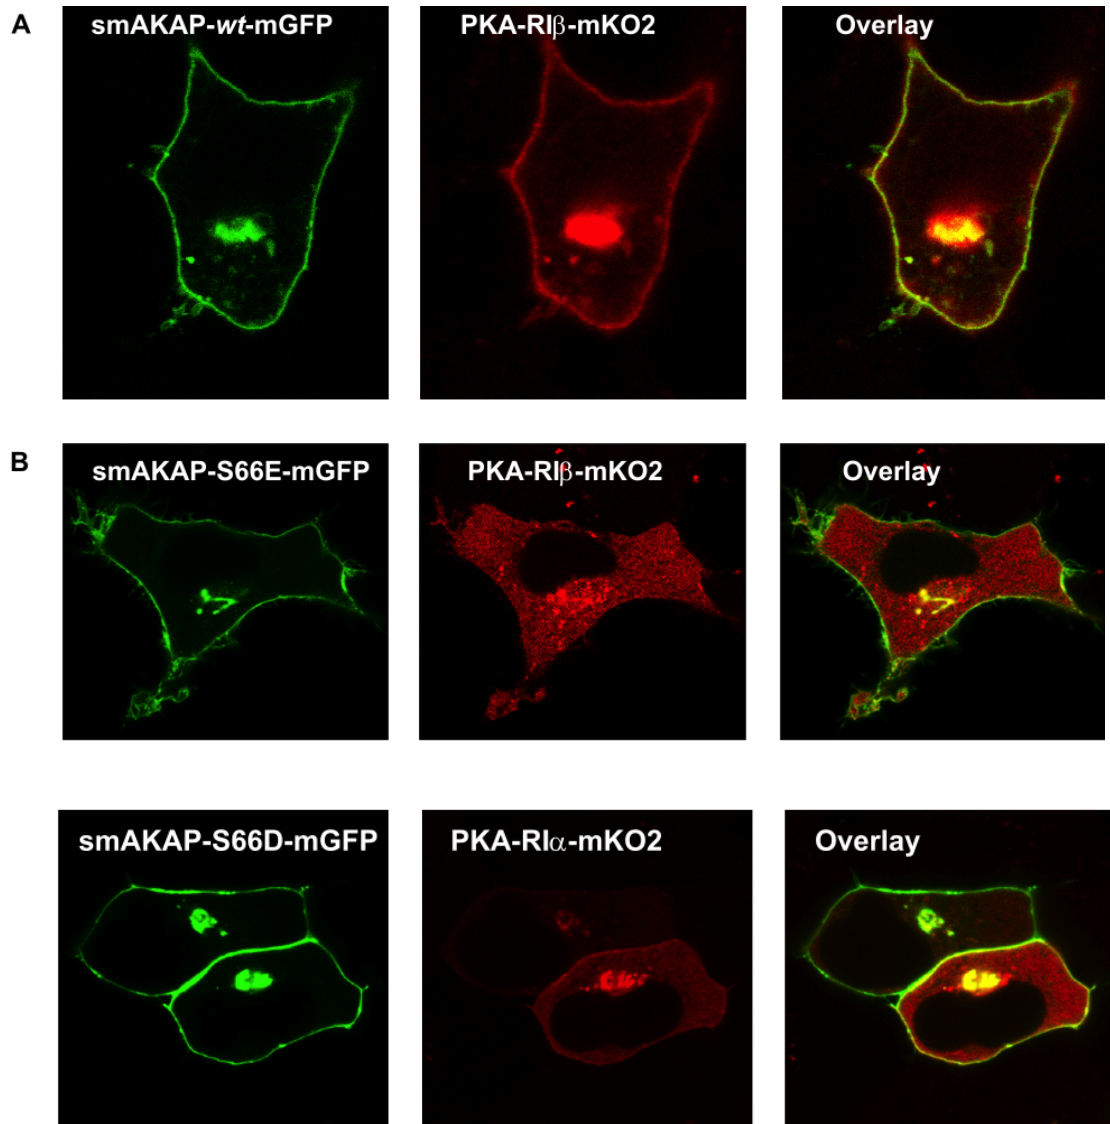 A
smAKAP-wt-mGFP PKA-RIβ-mKO2 Overlay
B
smAKAP-S66E-mGFP PKA-RIβ-mKO2 Overlay
smAKAP-S66D-mGFP PKA-RIα-mKO2 Overlay